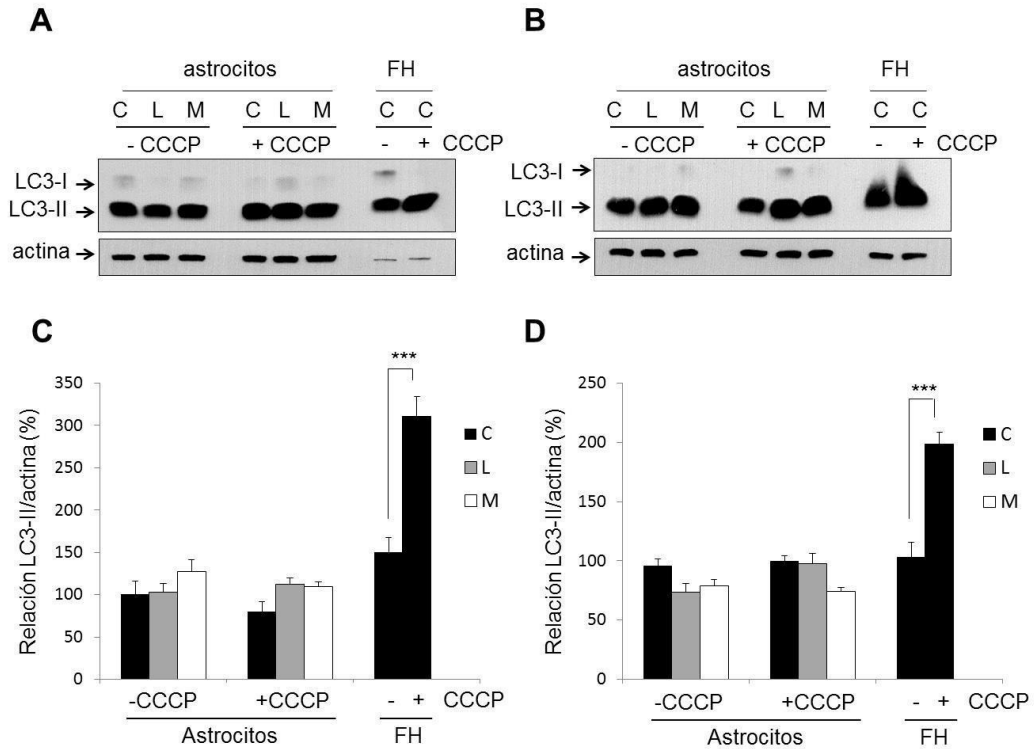 A
astrocitos FH
C L M C L M C C
- CCCP + CCCP - + CCCP
LC3-I
LC3-II
actina
B
astrocitos FH
C L M C L M C C
- CCCP + CCCP - + CCCP
LC3-I
LC3-II
actina
C
Relación LC3-II/actina (%)
350
300
250
200
150
100
50
0
***
C
L
M
-CCCP +CCCP - + CCCP
Astrocitos FH
D
Relación LC3-II/actina (%)
250
200
150
100
50
0
***
C
L
M
-CCCP +CCCP - + CCCP
Astrocitos FH